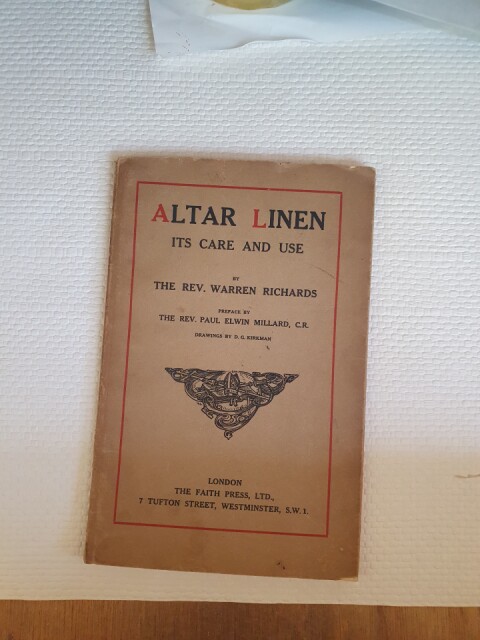 ALTAR LINEN
ITS CARE AND USE
BY
THE REV. WARREN RICHARDS
PREFACE BY
THE REV. PAUL ELWIN MILLARD, C.R.
DRAWINGS BY D. G. KIRKMAN
LONDON
THE FAITH PRESS, LTD.,
7 TUFTON STREET, WESTMINSTER, S.W. 1.